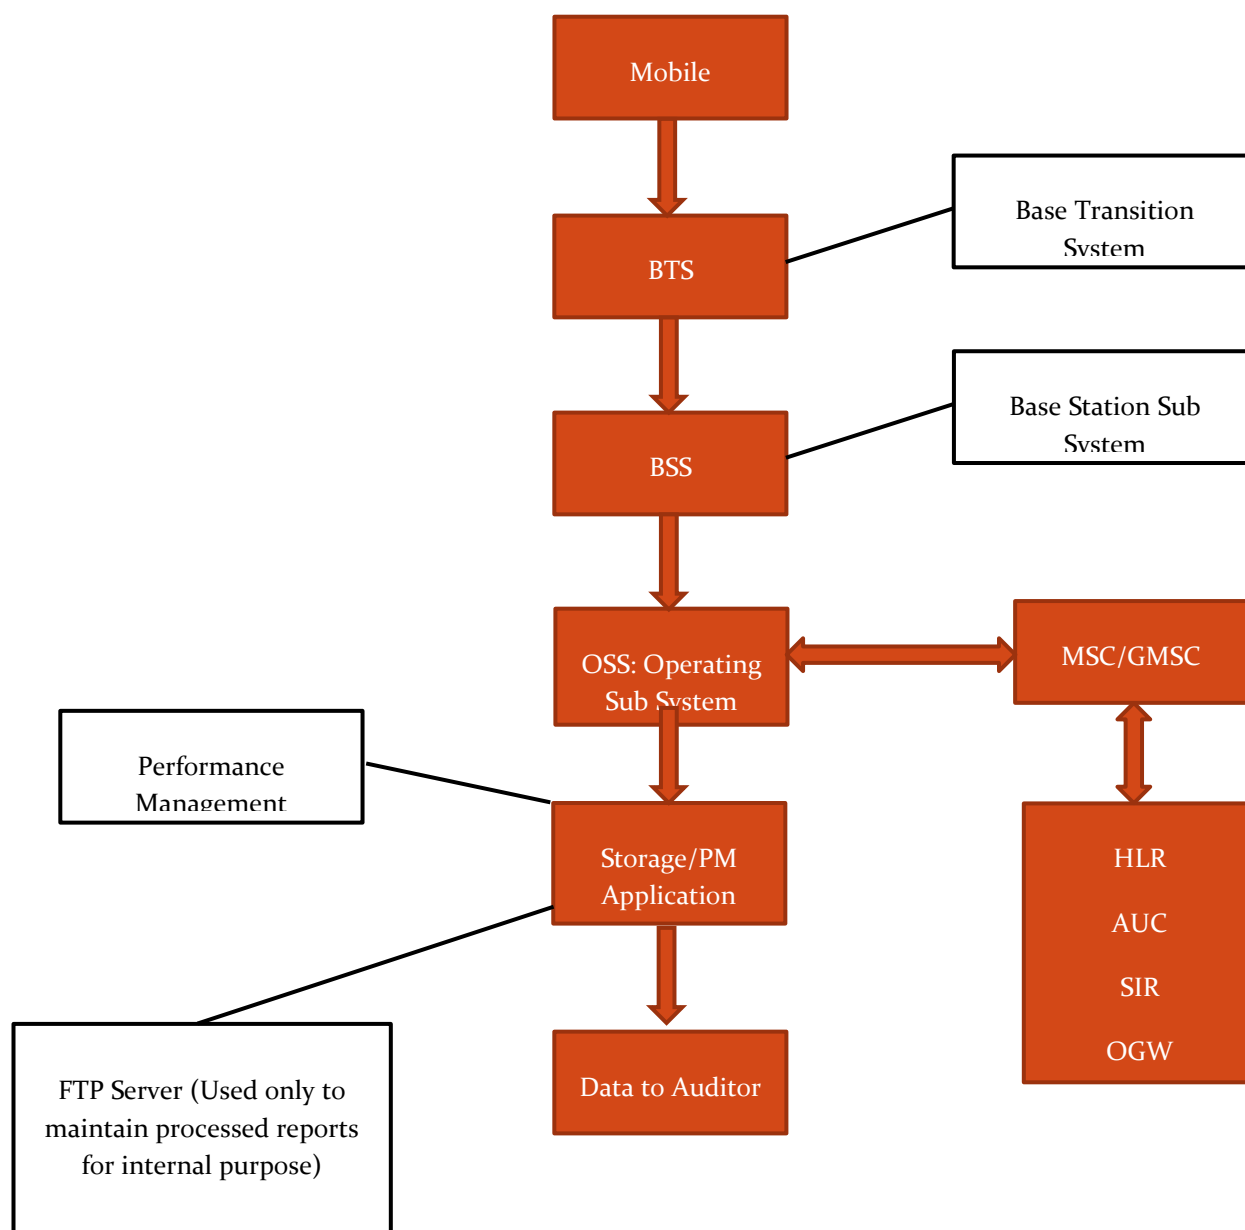 Mobile
Base Transition
System
BTS
Base Station Sub
System
BSS
OSS: Operating
Sub System
MSC/GMSC
Performance
Management
Storage/PM
Application
HLR
AUC
SIR
OGW
FTP Server (Used only to
maintain processed reports
for internal purpose)
Data to Auditor